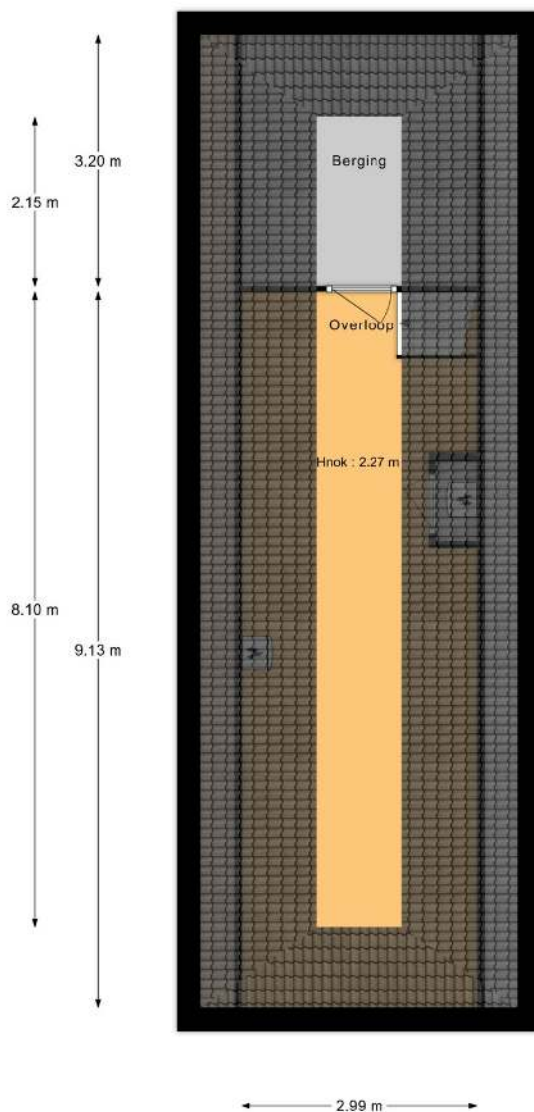 3.20 m
Berging
2.15 m
Overloop
Hnok : 2.27 m
8.10 m
9.13 m
2.99 m